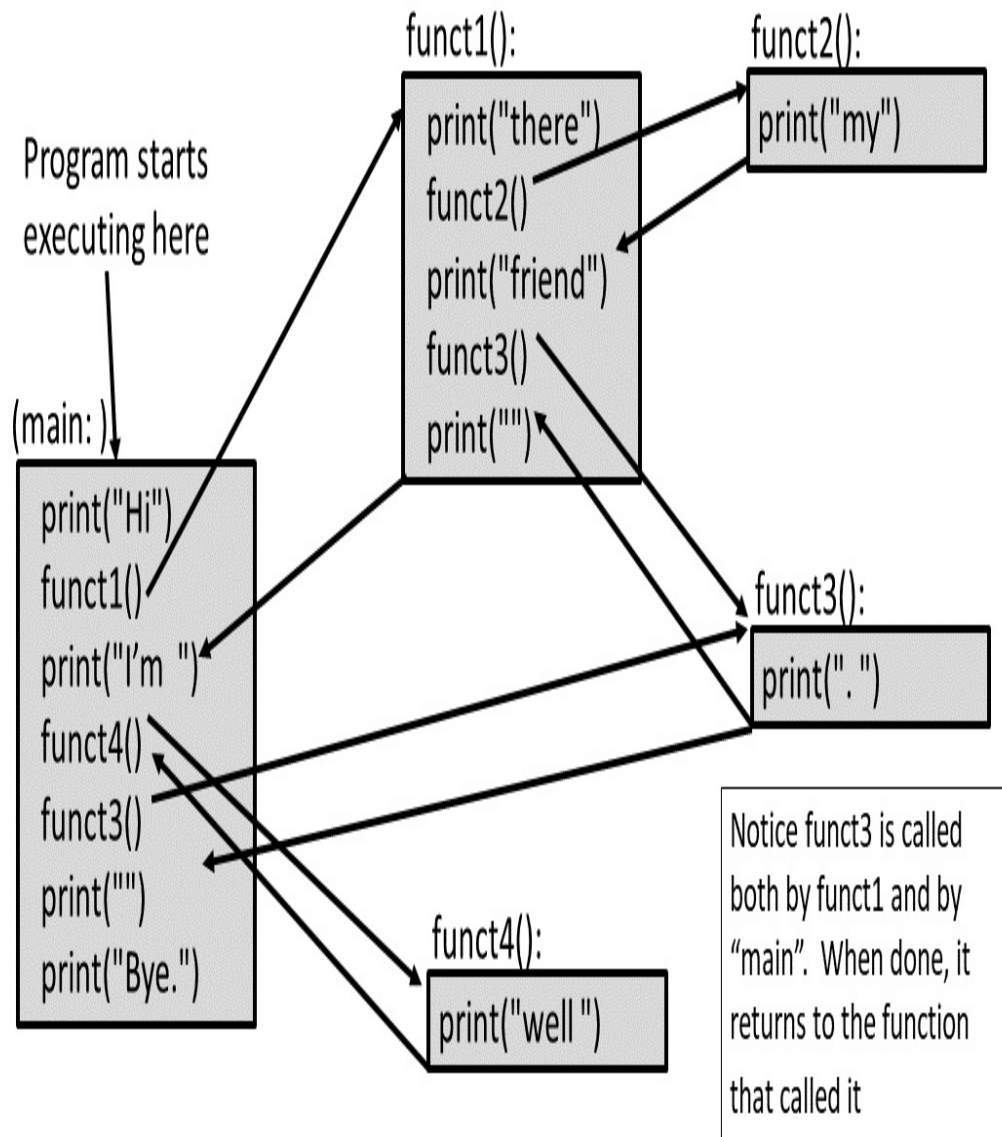 funct1():
print("there")
funct2()
print("friend")
funct3()
print("")
funct2():
print("my")
Program starts
executing here
(main: )
print("Hi")
funct1()
print("I'm  ")
funct4()
funct3()
print("")
print("Bye.")
funct3():
print(". ")
funct4():
print("well ")
Notice funct3 is called
both by funct1 and by
“main”.  When done, it
returns to the function
that called it